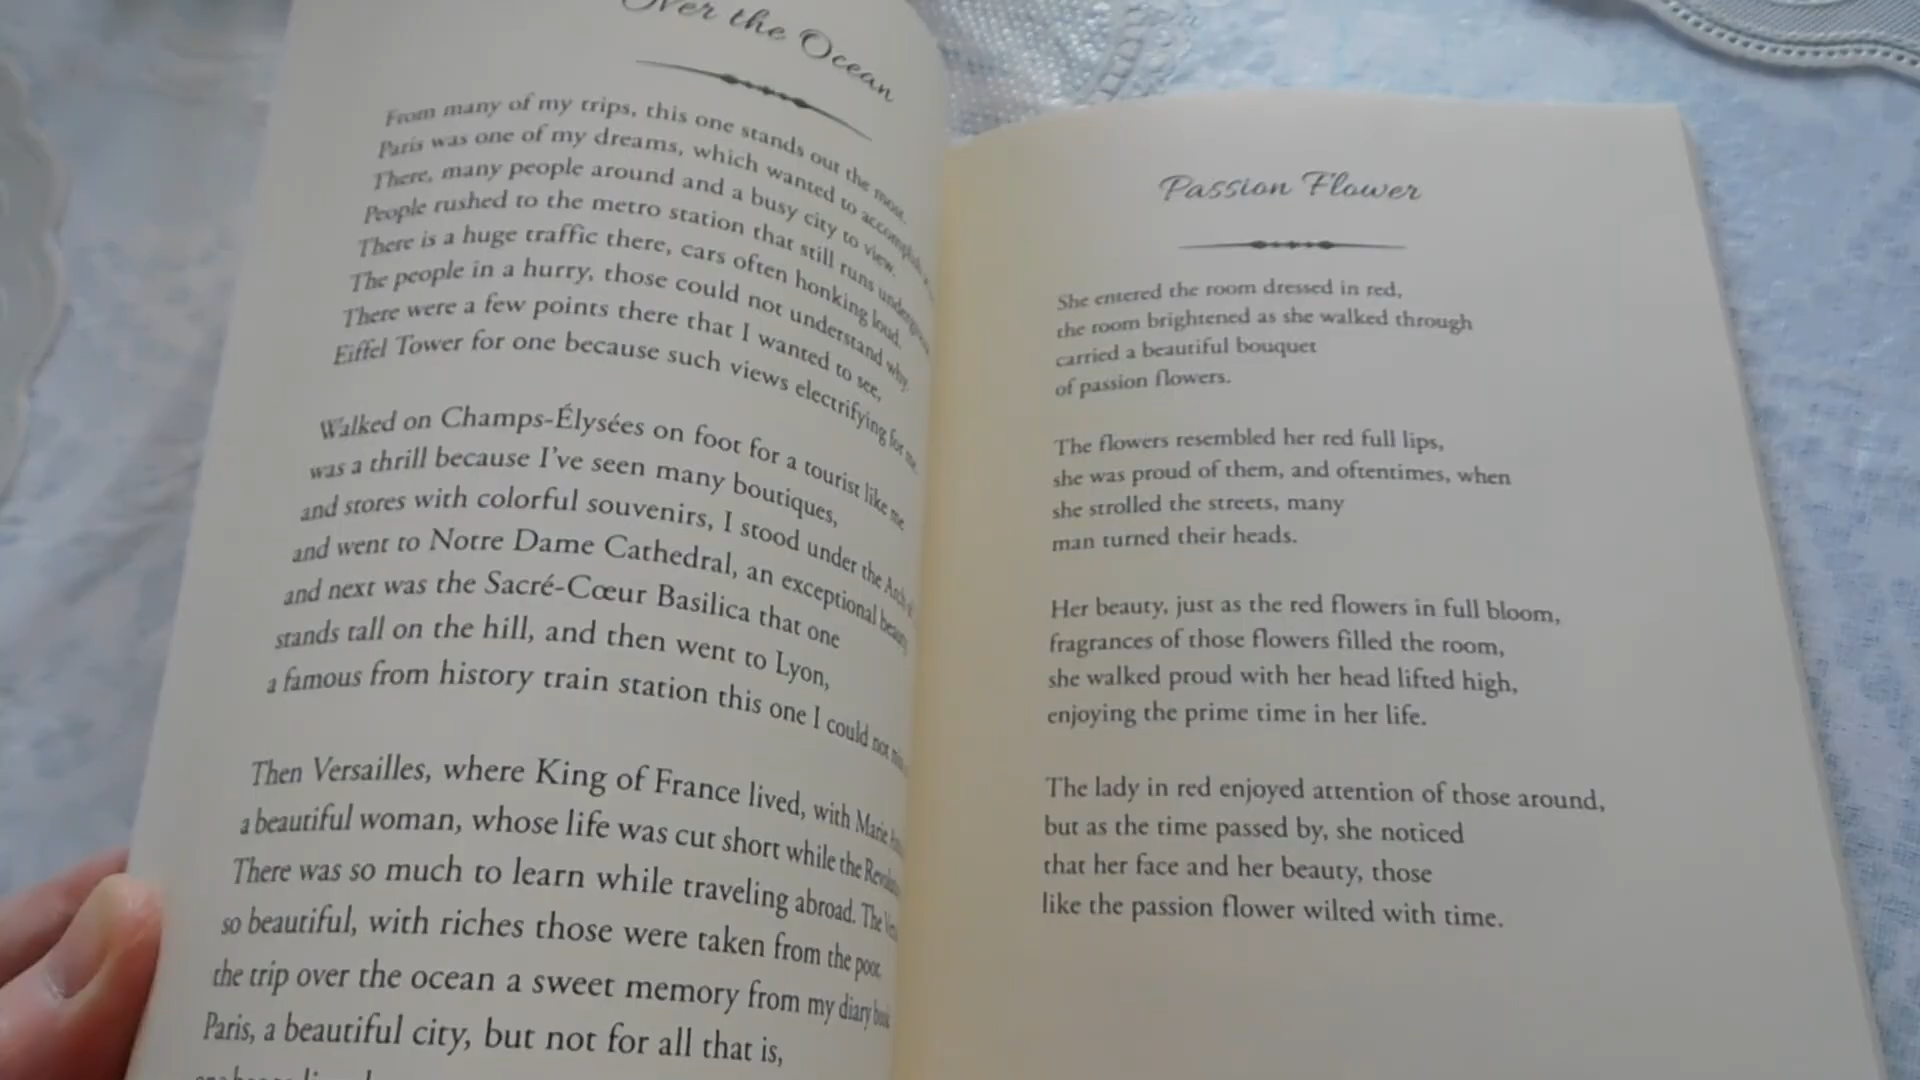 Over the Ocean
From many of my trips, this one stands out the most.
Paris was one of my dreams, which wanted to accomplish
There, many people around and a busy city to view.
People rushed to the metro station that still runs
There is a huge traffic there, cars often honking loud.
The people in a hurry, those could not understand why.
There were a few points there that I wanted to see,
Eiffel Tower for one because such views electrifying for me.
Walked on Champs-Élysées on foot for a tourist like me
was a thrill because I've seen many boutiques,
and stores with colorful souvenirs, I stood under the Arch
and went to Notre Dame Cathedral, an exceptional beauty
and next was the Sacré-Cœur Basilica that one
stands tall on the hill, and then went to Lyon,
a famous from history train station this one I could not
Then Versailles, where King of France lived, with Marie
a beautiful woman, whose life was cut short while the
There was so much to learn while traveling abroad. The
so beautiful, with riches those were taken from the poor.
the trip over the ocean a sweet memory from my diary
Paris, a beautiful city, but not for all that is,
Passion Flower
She entered the room dressed in red,
the room brightened as she walked through
carried a beautiful bouquet
of passion flowers.
The flowers resembled her red full lips,
she was proud of them, and oftentimes, when
she strolled the streets, many
man turned their heads.
Her beauty, just as the red flowers in full bloom,
fragrances of those flowers filled the room,
she walked proud with her head lifted high,
enjoying the prime time in her life.
The lady in red enjoyed attention of those around,
but as the time passed by, she noticed
that her face and her beauty, those
like the passion flower wilted with time.